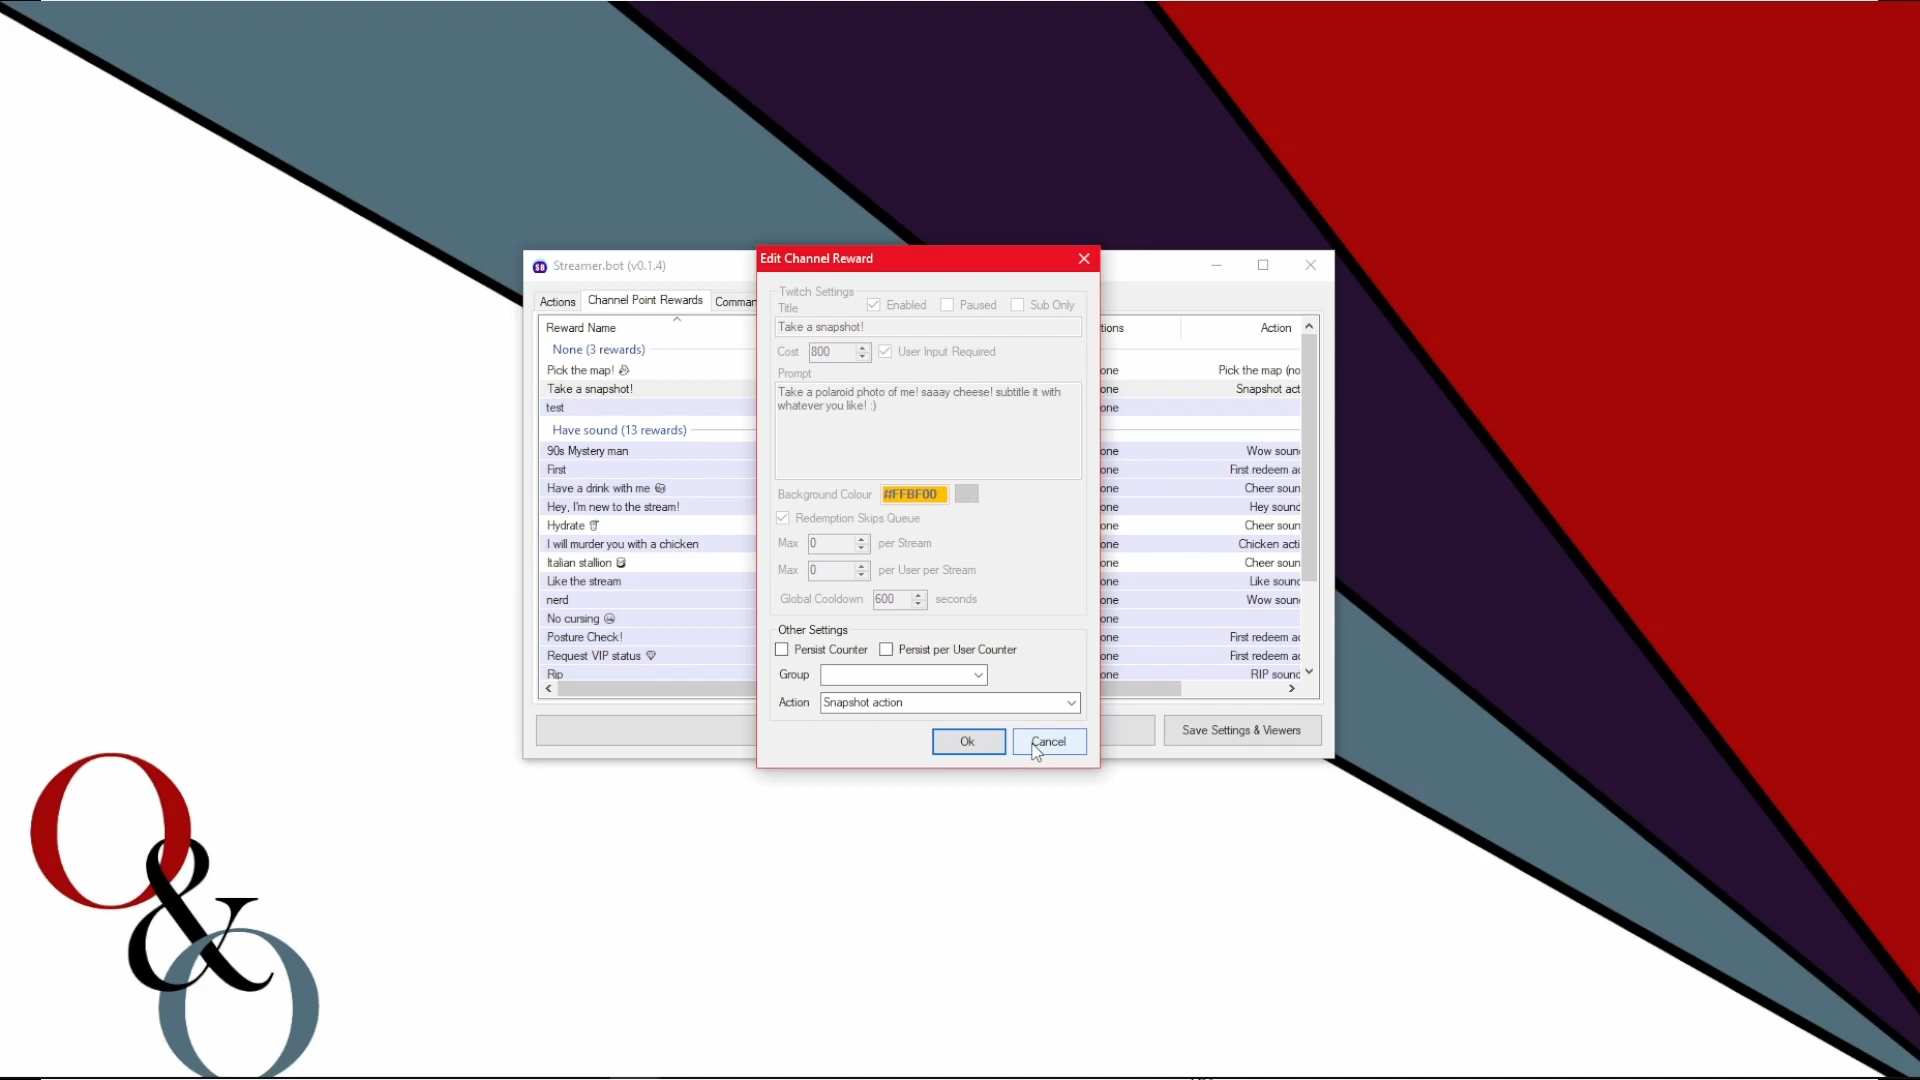 Streamer.bot (v0.1.4)
Edit Channel Reward
Actions
Channel Point Rewards
Comman
Reward Name
tions
Action
None (3 rewards)
Pick the map!
one
Pick the map (no
Take a snapshot!
one
Snapshot act
test
one
Have sound (13 rewards)
90s Mystery man
one
Wow soun
First
one
First redeem ac
Have a drink with me
one
Cheer soun
Hey, I'm new to the stream!
one
Hey sound
Hydrate
one
Cheer soun
I will murder you with a chicken
one
Chicken acti
Italian stallion
one
Cheer soun
Like the stream
one
Like soun
nerd
one
Wow soun
No cursing
one
Posture Check!
one
First redeem ac
Request VIP status
one
First redeem ac
Rip
one
RIP sound
Save Settings & Viewers
Twitch Settings
Title
Enabled
Paused
Sub Only
Take a snapshot!
Cost
800
User Input Required
Prompt
Take a polaroid photo of me! saaay cheese! subtitle it with
whatever you like! :)
Background Colour
#FFBF00
...
Redemption Skips Queue
Max
0
per Stream
Max
0
per User per Stream
Global Cooldown
600
seconds
Other Settings
Persist Counter
Persist per User Counter
Group
Action
Snapshot action
Ok
Cancel
O&O